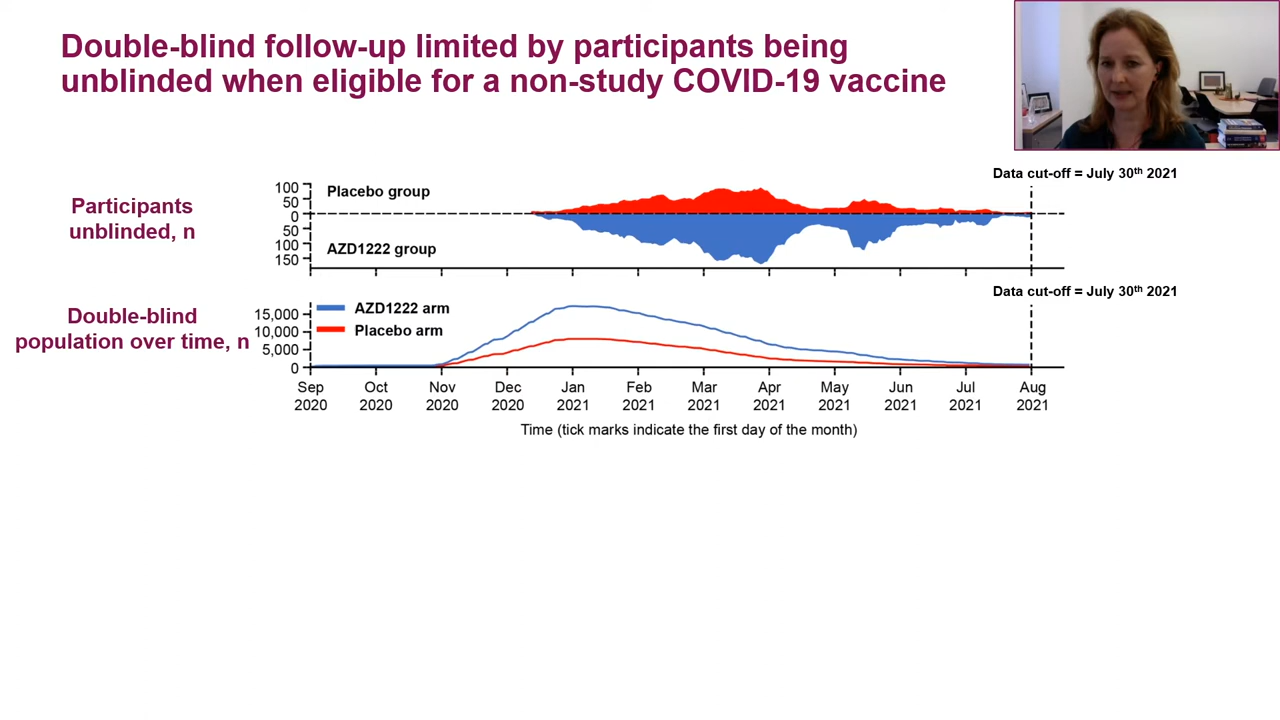 Double-blind follow-up limited by participants being
unblinded when eligible for a non-study COVID-19 vaccine
Data cut-off = July 30th 2021
Participants
unblinded, n
100
50
0
50
100
150
Placebo group
AZD1222 group
Data cut-off = July 30th 2021
Double-blind
population over time, n
15,000
10,000
5,000
0
AZD1222 arm
Placebo arm
Sep Oct Nov Dec Jan Feb Mar Apr May Jun Jul Aug
2020 2020 2020 2020 2021 2021 2021 2021 2021 2021 2021 2021
Time (tick marks indicate the first day of the month)